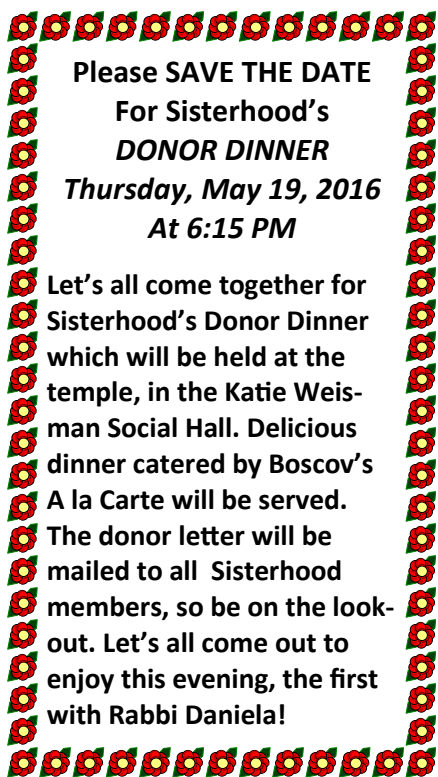 Please SAVE THE DATE
For Sisterhood's
DONOR DINNER
Thursday, May 19, 2016
At 6:15 PM
Let's all come together for
Sisterhood's Donor Dinner
which will be held at the
temple, in the Katie Weis-
man Social Hall. Delicious
dinner catered by Boscov's
A la Carte will be served.
The donor letter will be
mailed to all  Sisterhood
members, so be on the look-
out. Let's all come out to
enjoy this evening, the first
with Rabbi Daniela!